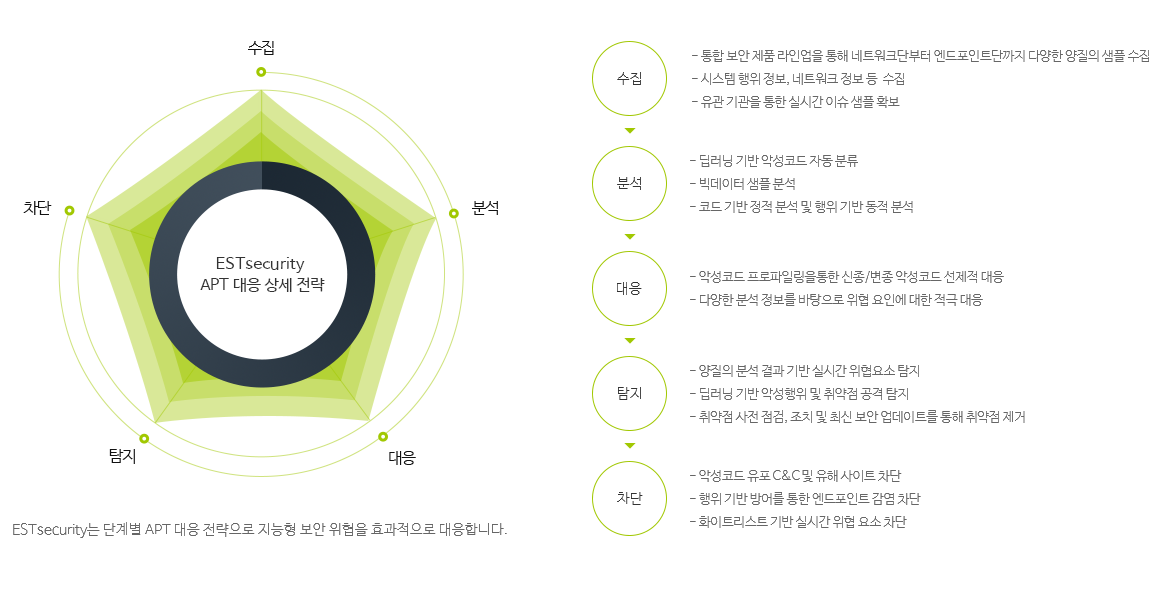 수집
차단
분석
ESTsecurity
APT 대응 상세 전략
탐지
대응
ESTsecurity는 단계별 APT 대응 전략으로 지능형 보안 위협을 효과적으로 대응합니다.
수집
- 통합 보안 제품 라인업을 통해 네트워크단부터 엔드포인트단까지 다양한 양질의 샘플 수집
- 시스템 행위 정보, 네트워크 정보 등 수집
- 유관 기관을 통한 실시간 이슈 샘플 확보
분석
- 딥러닝 기반 악성코드 자동 분류
- 빅데이터 샘플 분석
- 코드 기반 정적 분석 및 행위 기반 동적 분석
대응
- 악성코드 프로파일링을통한 신종/변종 악성코드 선제적 대응
- 다양한 분석 정보를 바탕으로 위협 요인에 대한 적극 대응
탐지
- 양질의 분석 결과 기반 실시간 위협요소 탐지
- 딥러닝 기반 악성행위 및 취약점 공격 탐지
- 취약점 사전 점검, 조치 및 최신 보안 업데이트를 통해 취약점 제거
차단
- 악성코드 유포 C&C 및 유해 사이트 차단
- 행위 기반 방어를 통한 엔드포인트 감염 차단
- 화이트리스트 기반 실시간 위협 요소 차단